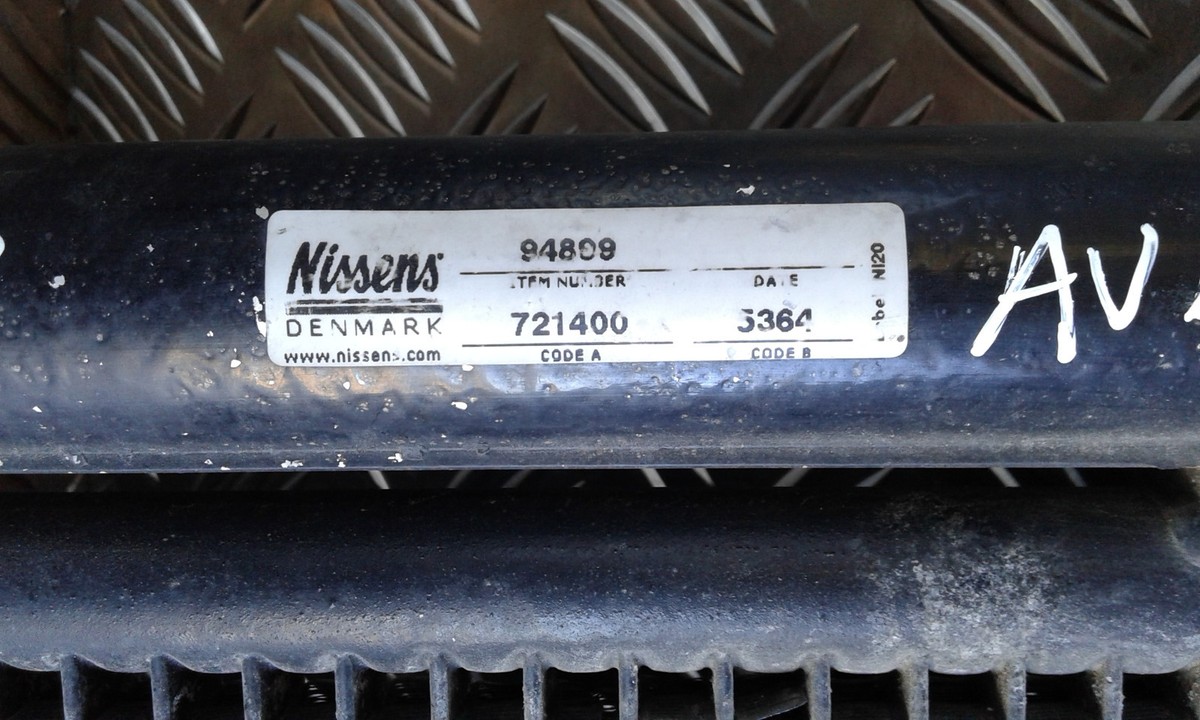 Nissens
DENMARK
www.nissens.com
94809
ITEM NUMBER
DATE
721400
5364
CODE A
CODE B
Label NI20
AV